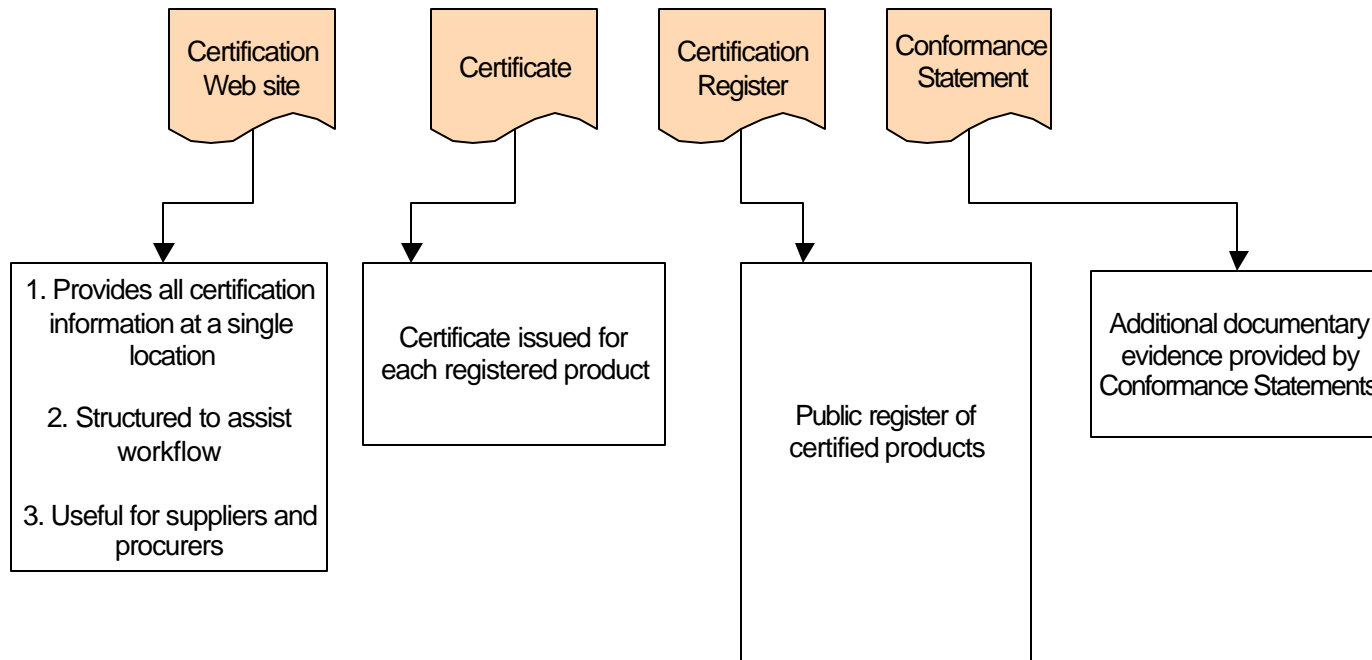 Certification
Web site
Certificate
Certification
Register
Conformance
Statement
1. Provides all certification
information at a single
location
2. Structured to assist
workflow
3. Useful for suppliers and
procurers
Certificate issued for
each registered product
Public register of
certified products
Additional documentary
evidence provided by
Conformance Statements